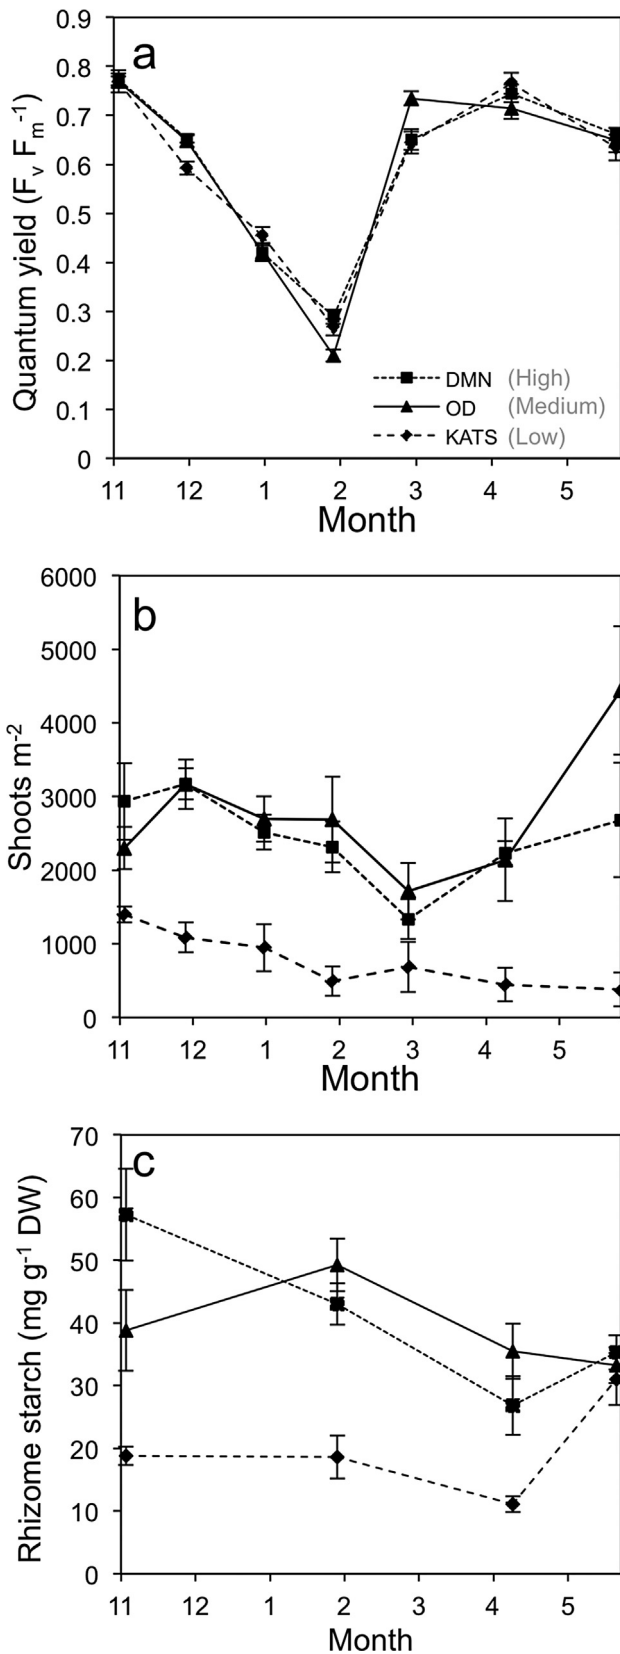 0.9
a
0.8
0.7
0.6
0.5
0.4
0.3
0.2
0.1
0
Quantum yield (Fv Fm-1)
DMN (High)
OD (Medium)
KATS (Low)
11 12 1 2 3 4 5
Month
6000
b
5000
4000
3000
2000
1000
0
Shoots m-2
11 12 1 2 3 4 5
Month
70
c
60
50
40
30
20
10
0
Rhizome starch (mg g-1 DW)
11 12 1 2 3 4 5
Month